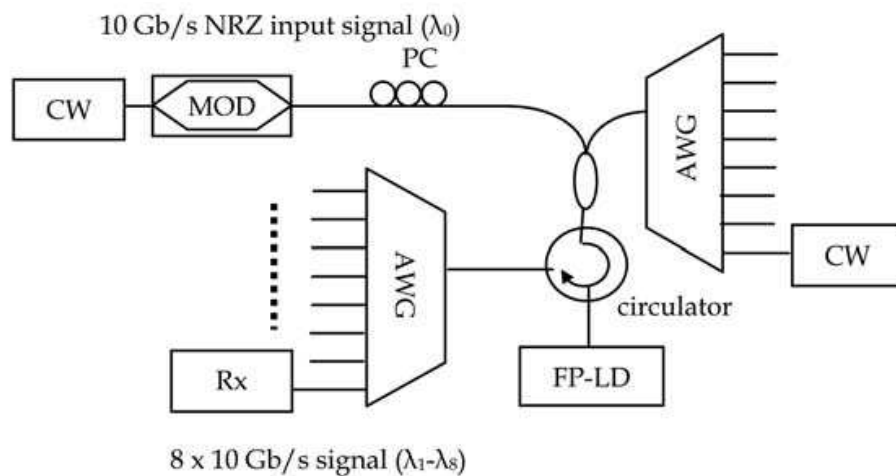 10 Gb/s NRZ input signal (λ₀)
PC
CW
MOD
AWG
AWG
CW
circulator
Rx
FP-LD
8 x 10 Gb/s signal (λ₁-λ₈)